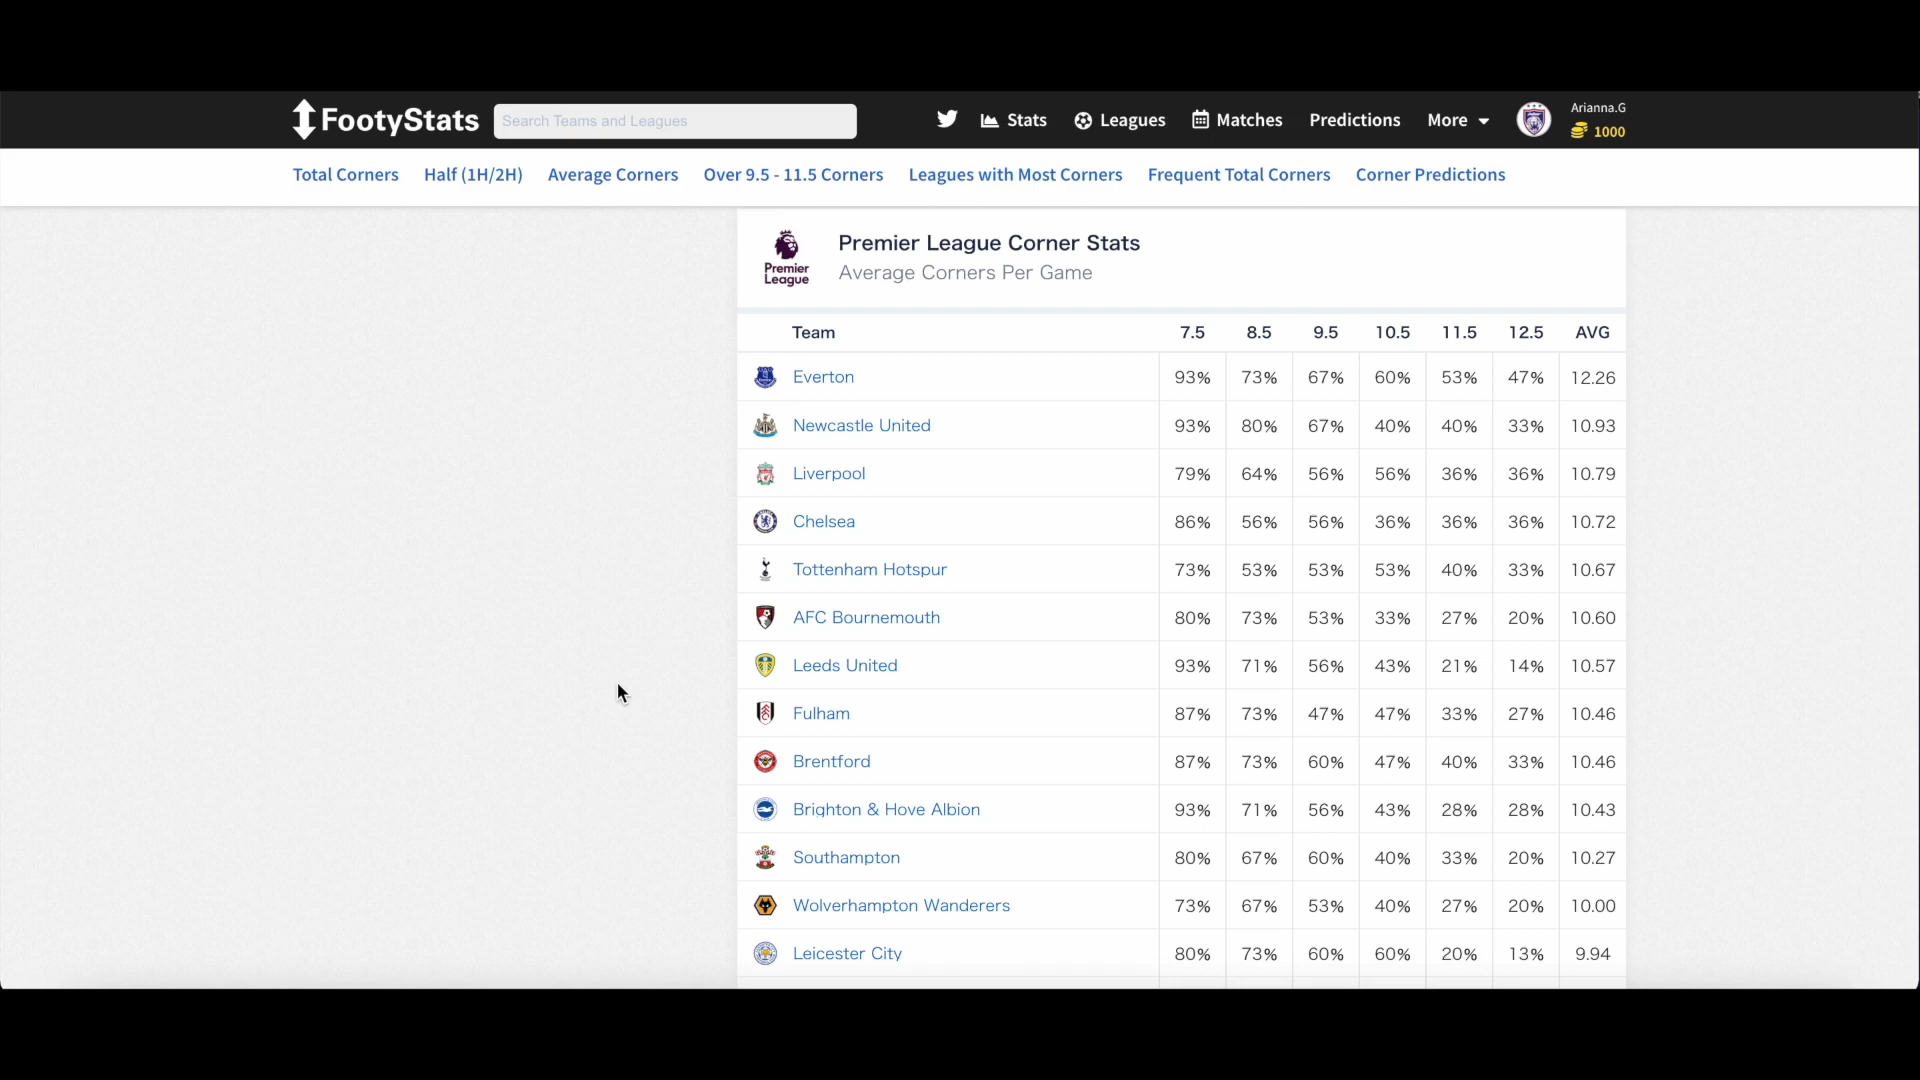 FootyStats Search Teams and Leagues Stats Leagues Matches Predictions More Arianna.G 1000
Total Corners Half (1H/2H) Average Corners Over 9.5 - 11.5 Corners Leagues with Most Corners Frequent Total Corners Corner Predictions
Premier League
Premier League Corner Stats
Average Corners Per Game
Team 7.5 8.5 9.5 10.5 11.5 12.5 AVG
Everton 93% 73% 67% 60% 53% 47% 12.26
Newcastle United 93% 80% 67% 40% 40% 33% 10.93
Liverpool 79% 64% 56% 56% 36% 36% 10.79
Chelsea 86% 56% 56% 36% 36% 36% 10.72
Tottenham Hotspur 73% 53% 53% 53% 40% 33% 10.67
AFC Bournemouth 80% 73% 53% 33% 27% 20% 10.60
Leeds United 93% 71% 56% 43% 21% 14% 10.57
Fulham 87% 73% 47% 47% 33% 27% 10.46
Brentford 87% 73% 60% 47% 40% 33% 10.46
Brighton & Hove Albion 93% 71% 56% 43% 28% 28% 10.43
Southampton 80% 67% 60% 40% 33% 20% 10.27
Wolverhampton Wanderers 73% 67% 53% 40% 27% 20% 10.00
Leicester City 80% 73% 60% 60% 20% 13% 9.94